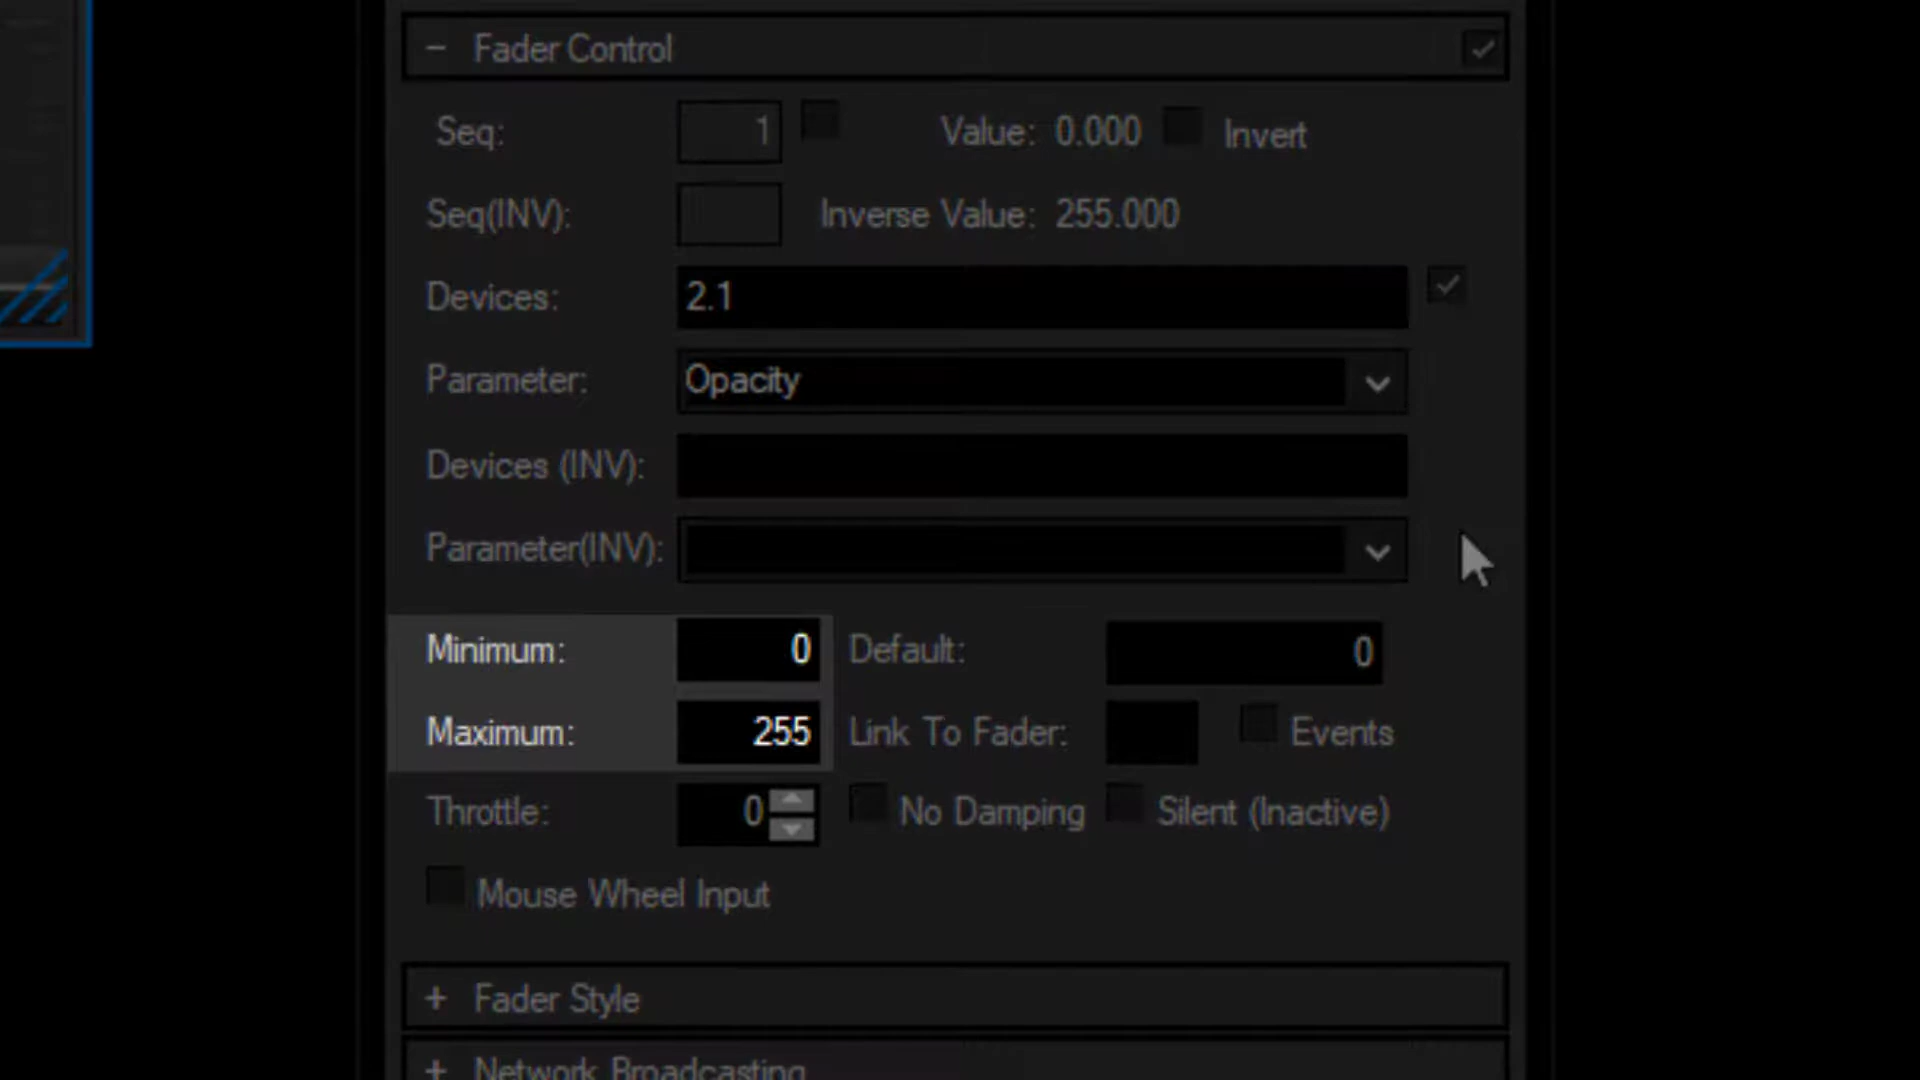 − Fader Control
Seq: 1 Value: 0.000 Invert
Seq(INV): Inverse Value: 255.000
Devices: 2.1
Parameter: Opacity
Devices (INV):
Parameter(INV):
Minimum: 0 Default: 0
Maximum: 255 Link To Fader: Events
Throttle: 0 No Damping Silent (Inactive)
Mouse Wheel Input
+ Fader Style
+ Network Broadcasting